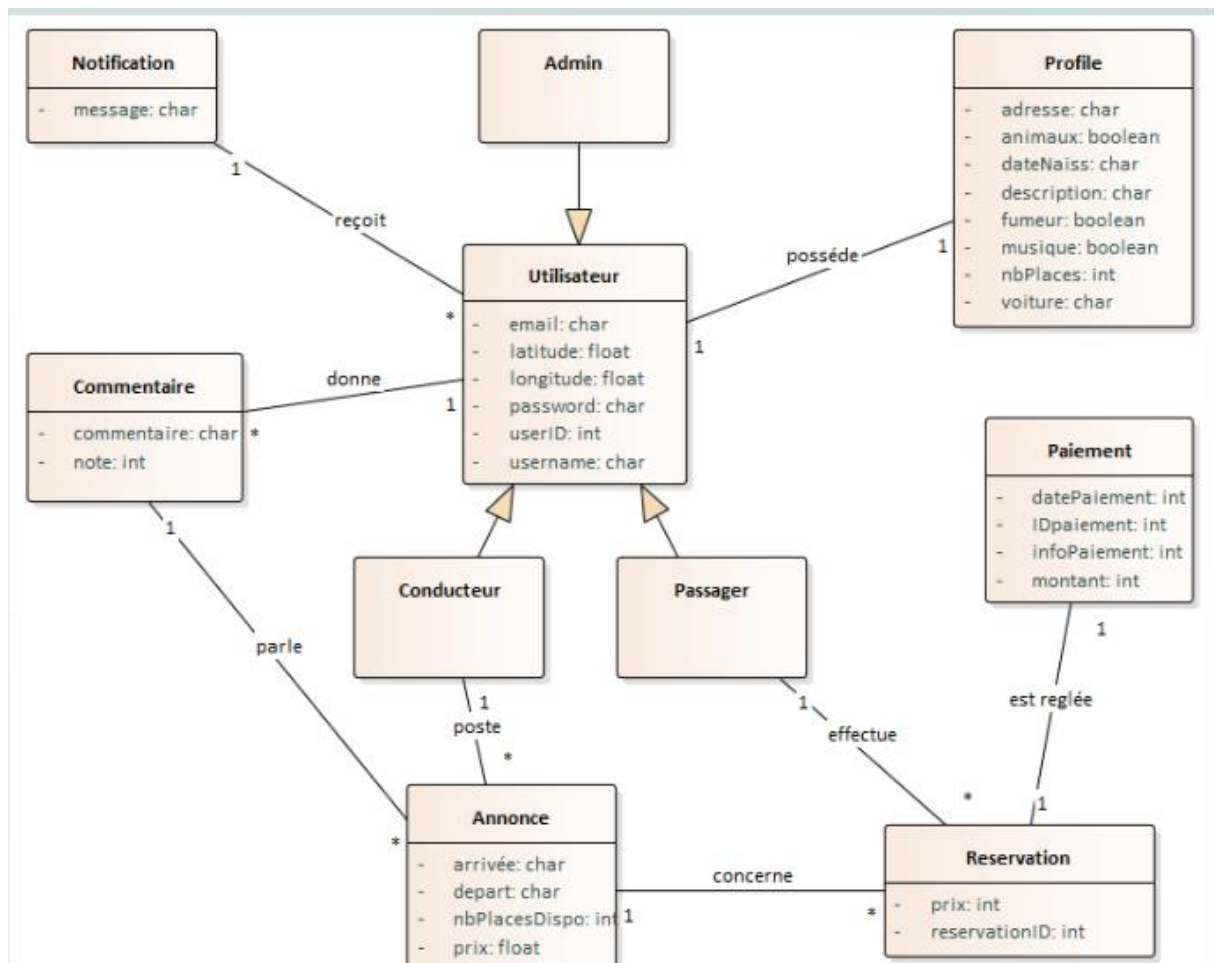 Notification
- message: char
Admin
Profile
- adresse: char
- animaux: boolean
- dateNaiss: char
- description: char
- fumeur: boolean
- musique: boolean
- nbPlaces: int
- voiture: char
1
reçoit
*
posséde
1
1
Utilisateur
- email: char
- latitude: float
- longitude: float
- password: char
- userID: int
- username: char
donne
1
*
Commentaire
- commentaire: char
- note: int
Paiement
- datePaiement: int
- IDpaiement: int
- infoPaiement: int
- montant: int
1
parle
*
Conducteur
Passager
1
poste
*
1
effectue
*
1
est reglée
1
Annonce
- arrivée: char
- depart: char
- nbPlacesDispo: int
- prix: float
concerne
1
*
Reservation
- prix: int
- reservationID: int